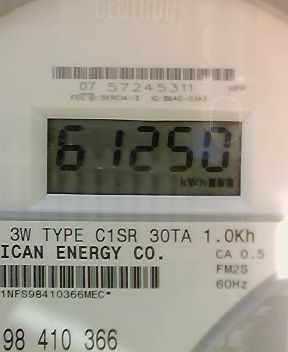 CENTRON
07 57245311
61250
kWh
3W TYPE C1SR 30TA 1.0Kh
ICAN ENERGY CO.
CA 0.5
FM2S
60Hz
1NFS98410366MEC*
98 410 366